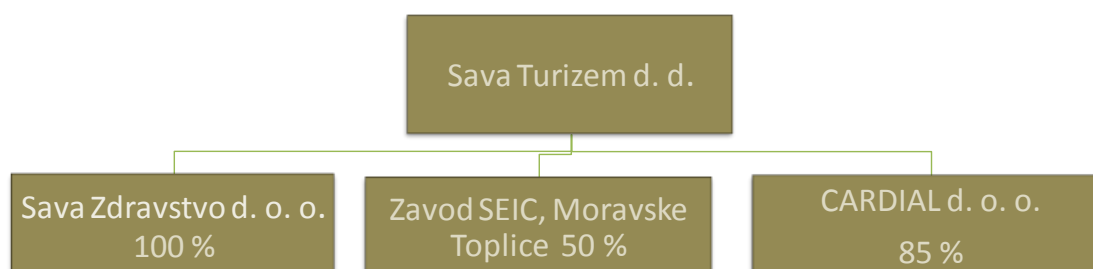 Sava Turizem d. d.
Sava Zdravstvo d. o. o.
100 %
Zavod SEIC, Moravske
Toplice 50 %
CARDIAL d. o. o.
85 %